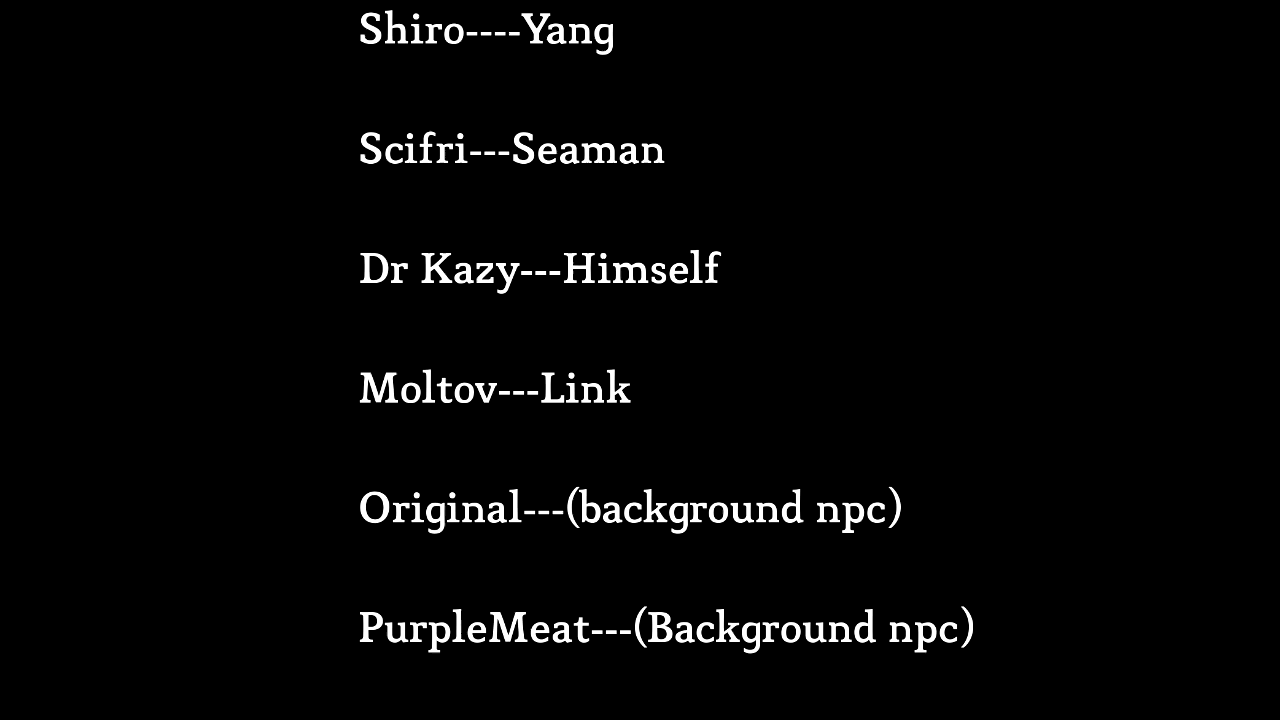 Shiro----Yang
Scifri---Seaman
Dr Kazy---Himself
Moltov---Link
Original---(background npc)
PurpleMeat---(Background npc)